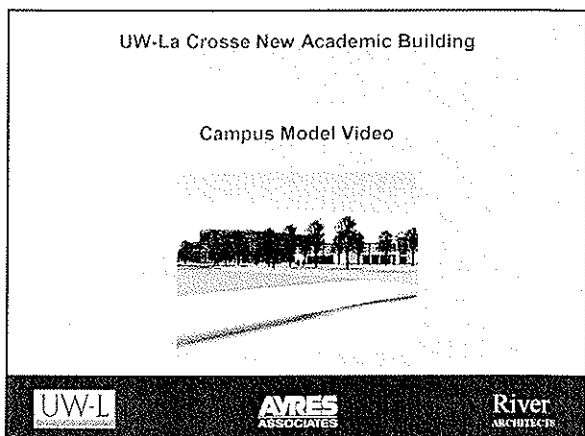 UW-La Crosse New Academic Building
Campus Model Video
UW-L
AYRES
ASSOCIATES
River
ARCHITECTS